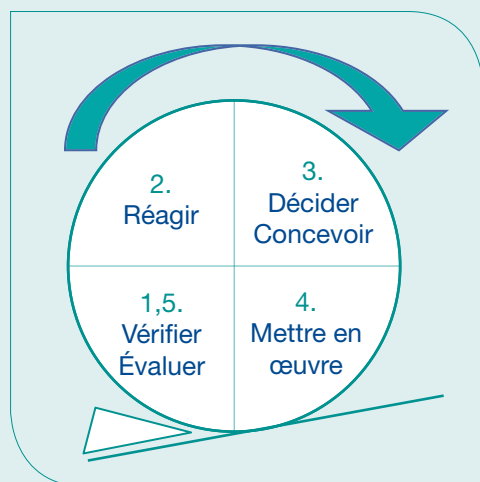 2.
Réagir
3.
Décider
Concevoir
1,5.
Vérifier
Évaluer
4.
Mettre en
œuvre